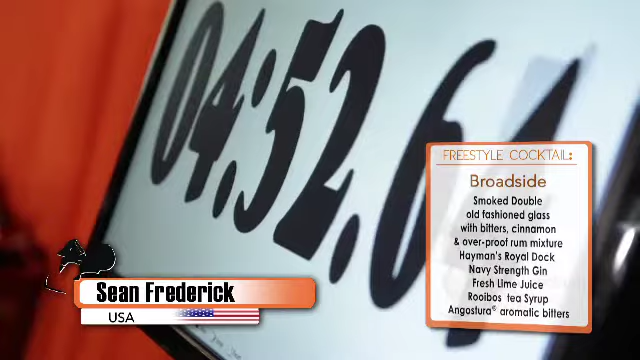 04:52.64
FREESTYLE COCKTAIL:
Broadside
Smoked Double
old fashioned glass
with bitters, cinnamon
& over-proof rum mixture
Hayman's Royal Dock
Navy Strength Gin
Fresh Lime Juice
Rooibos tea Syrup
Angostura® aromatic bitters
Sean Frederick
USA